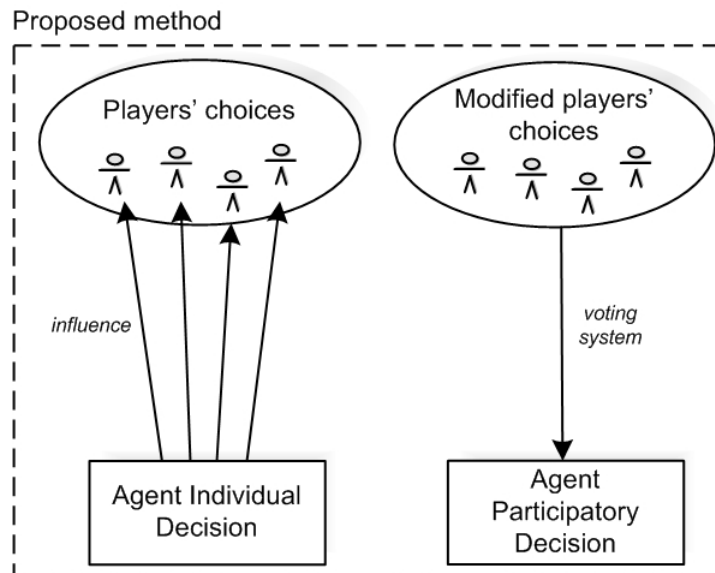 Proposed method
Players' choices
Modified players'
choices
influence
voting
system
Agent Individual
Decision
Agent
Participatory
Decision